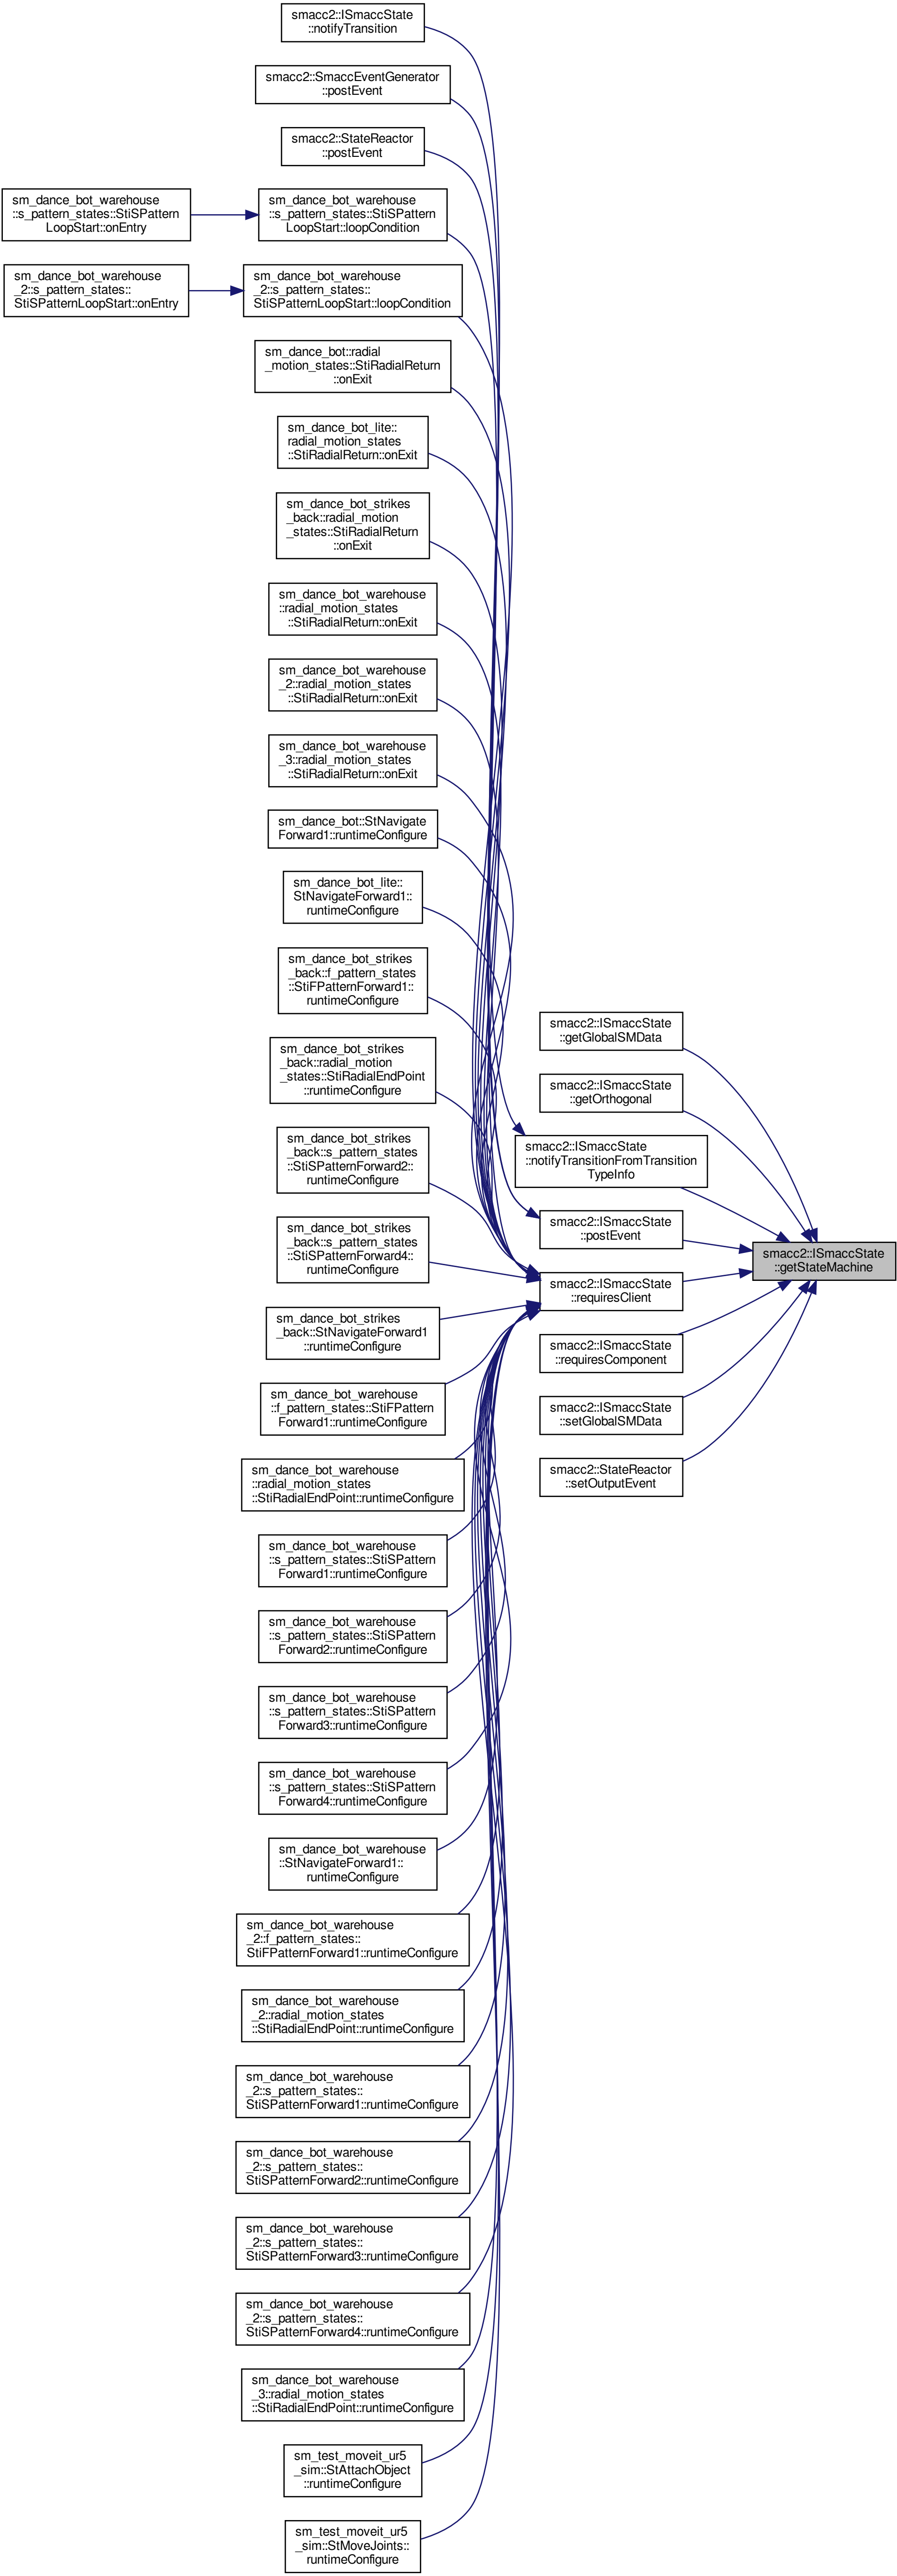 smacc2::ISmaccState
::notifyTransition
smacc2::SmaccEventGenerator
::postEvent
smacc2::StateReactor
::postEvent
sm_dance_bot_warehouse
::s_pattern_states::StiSPattern
LoopStart::onEntry
sm_dance_bot_warehouse
::s_pattern_states::StiSPattern
LoopStart::loopCondition
sm_dance_bot_warehouse
_2::s_pattern_states::
StiSPatternLoopStart::onEntry
sm_dance_bot_warehouse
_2::s_pattern_states::
StiSPatternLoopStart::loopCondition
sm_dance_bot::radial
_motion_states::StiRadialReturn
::onExit
sm_dance_bot_lite::
radial_motion_states
::StiRadialReturn::onExit
sm_dance_bot_strikes
_back::radial_motion
_states::StiRadialReturn
::onExit
sm_dance_bot_warehouse
::radial_motion_states
::StiRadialReturn::onExit
sm_dance_bot_warehouse
_2::radial_motion_states
::StiRadialReturn::onExit
sm_dance_bot_warehouse
_3::radial_motion_states
::StiRadialReturn::onExit
sm_dance_bot::StNavigate
Forward1::runtimeConfigure
sm_dance_bot_lite::
StNavigateForward1::
runtimeConfigure
sm_dance_bot_strikes
_back::f_pattern_states
::StiFPatternForward1::
runtimeConfigure
sm_dance_bot_strikes
_back::radial_motion
_states::StiRadialEndPoint
::runtimeConfigure
sm_dance_bot_strikes
_back::s_pattern_states
::StiSPatternForward2::
runtimeConfigure
sm_dance_bot_strikes
_back::s_pattern_states
::StiSPatternForward4::
runtimeConfigure
sm_dance_bot_strikes
_back::StNavigateForward1
::runtimeConfigure
sm_dance_bot_warehouse
::f_pattern_states::StiFPattern
Forward1::runtimeConfigure
sm_dance_bot_warehouse
::radial_motion_states
::StiRadialEndPoint::runtimeConfigure
sm_dance_bot_warehouse
::s_pattern_states::StiSPattern
Forward1::runtimeConfigure
sm_dance_bot_warehouse
::s_pattern_states::StiSPattern
Forward2::runtimeConfigure
sm_dance_bot_warehouse
::s_pattern_states::StiSPattern
Forward3::runtimeConfigure
sm_dance_bot_warehouse
::s_pattern_states::StiSPattern
Forward4::runtimeConfigure
sm_dance_bot_warehouse
::StNavigateForward1::
runtimeConfigure
sm_dance_bot_warehouse
_2::f_pattern_states::
StiFPatternForward1::runtimeConfigure
sm_dance_bot_warehouse
_2::radial_motion_states
::StiRadialEndPoint::runtimeConfigure
sm_dance_bot_warehouse
_2::s_pattern_states::
StiSPatternForward1::runtimeConfigure
sm_dance_bot_warehouse
_2::s_pattern_states::
StiSPatternForward2::runtimeConfigure
sm_dance_bot_warehouse
_2::s_pattern_states::
StiSPatternForward3::runtimeConfigure
sm_dance_bot_warehouse
_2::s_pattern_states::
StiSPatternForward4::runtimeConfigure
sm_dance_bot_warehouse
_3::radial_motion_states
::StiRadialEndPoint::runtimeConfigure
sm_test_moveit_ur5
_sim::StAttachObject
::runtimeConfigure
sm_test_moveit_ur5
_sim::StMoveJoints::
runtimeConfigure
smacc2::ISmaccState
::getGlobalSMData
smacc2::ISmaccState
::getOrthogonal
smacc2::ISmaccState
::notifyTransitionFromTransition
TypeInfo
smacc2::ISmaccState
::postEvent
smacc2::ISmaccState
::requiresClient
smacc2::ISmaccState
::requiresComponent
smacc2::ISmaccState
::setGlobalSMData
smacc2::StateReactor
::setOutputEvent
smacc2::ISmaccState
::getStateMachine